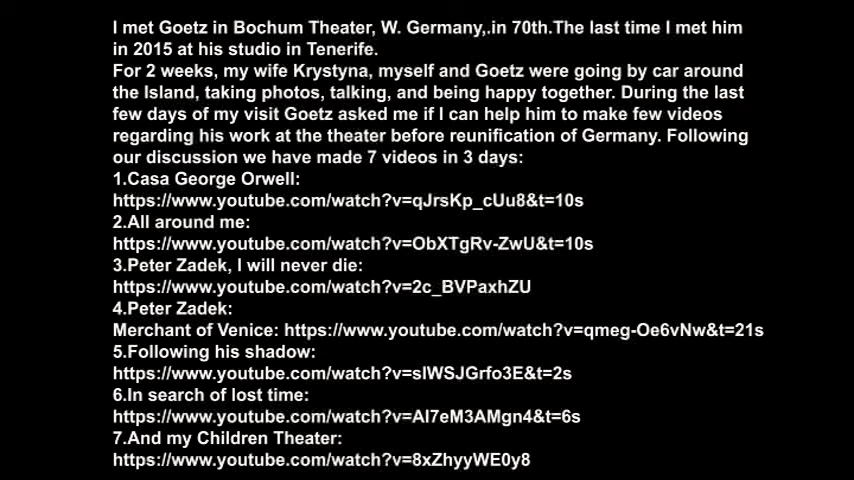 I met Goetz in Bochum Theater, W. Germany,.in 70th.The last time I met him
in 2015 at his studio in Tenerife.
For 2 weeks, my wife Krystyna, myself and Goetz were going by car around
the Island, taking photos, talking, and being happy together. During the last
few days of my visit Goetz asked me if I can help him to make few videos
regarding his work at the theater before reunification of Germany. Following
our discussion we have made 7 videos in 3 days:
1.Casa George Orwell:
https://www.youtube.com/watch?v=qJrsKp_cUu8&t=10s
2.All around me:
https://www.youtube.com/watch?v=ObXTgRv-ZwU&t=10s
3.Peter Zadek, I will never die:
https://www.youtube.com/watch?v=2c_BVPaxhZU
4.Peter Zadek:
Merchant of Venice: https://www.youtube.com/watch?v=qmeg-Oe6vNw&t=21s
5.Following his shadow:
https://www.youtube.com/watch?v=slWSJGrfo3E&t=2s
6.In search of lost time:
https://www.youtube.com/watch?v=AI7eM3AMgn4&t=6s
7.And my Children Theater:
https://www.youtube.com/watch?v=8xZhyyWE0y8